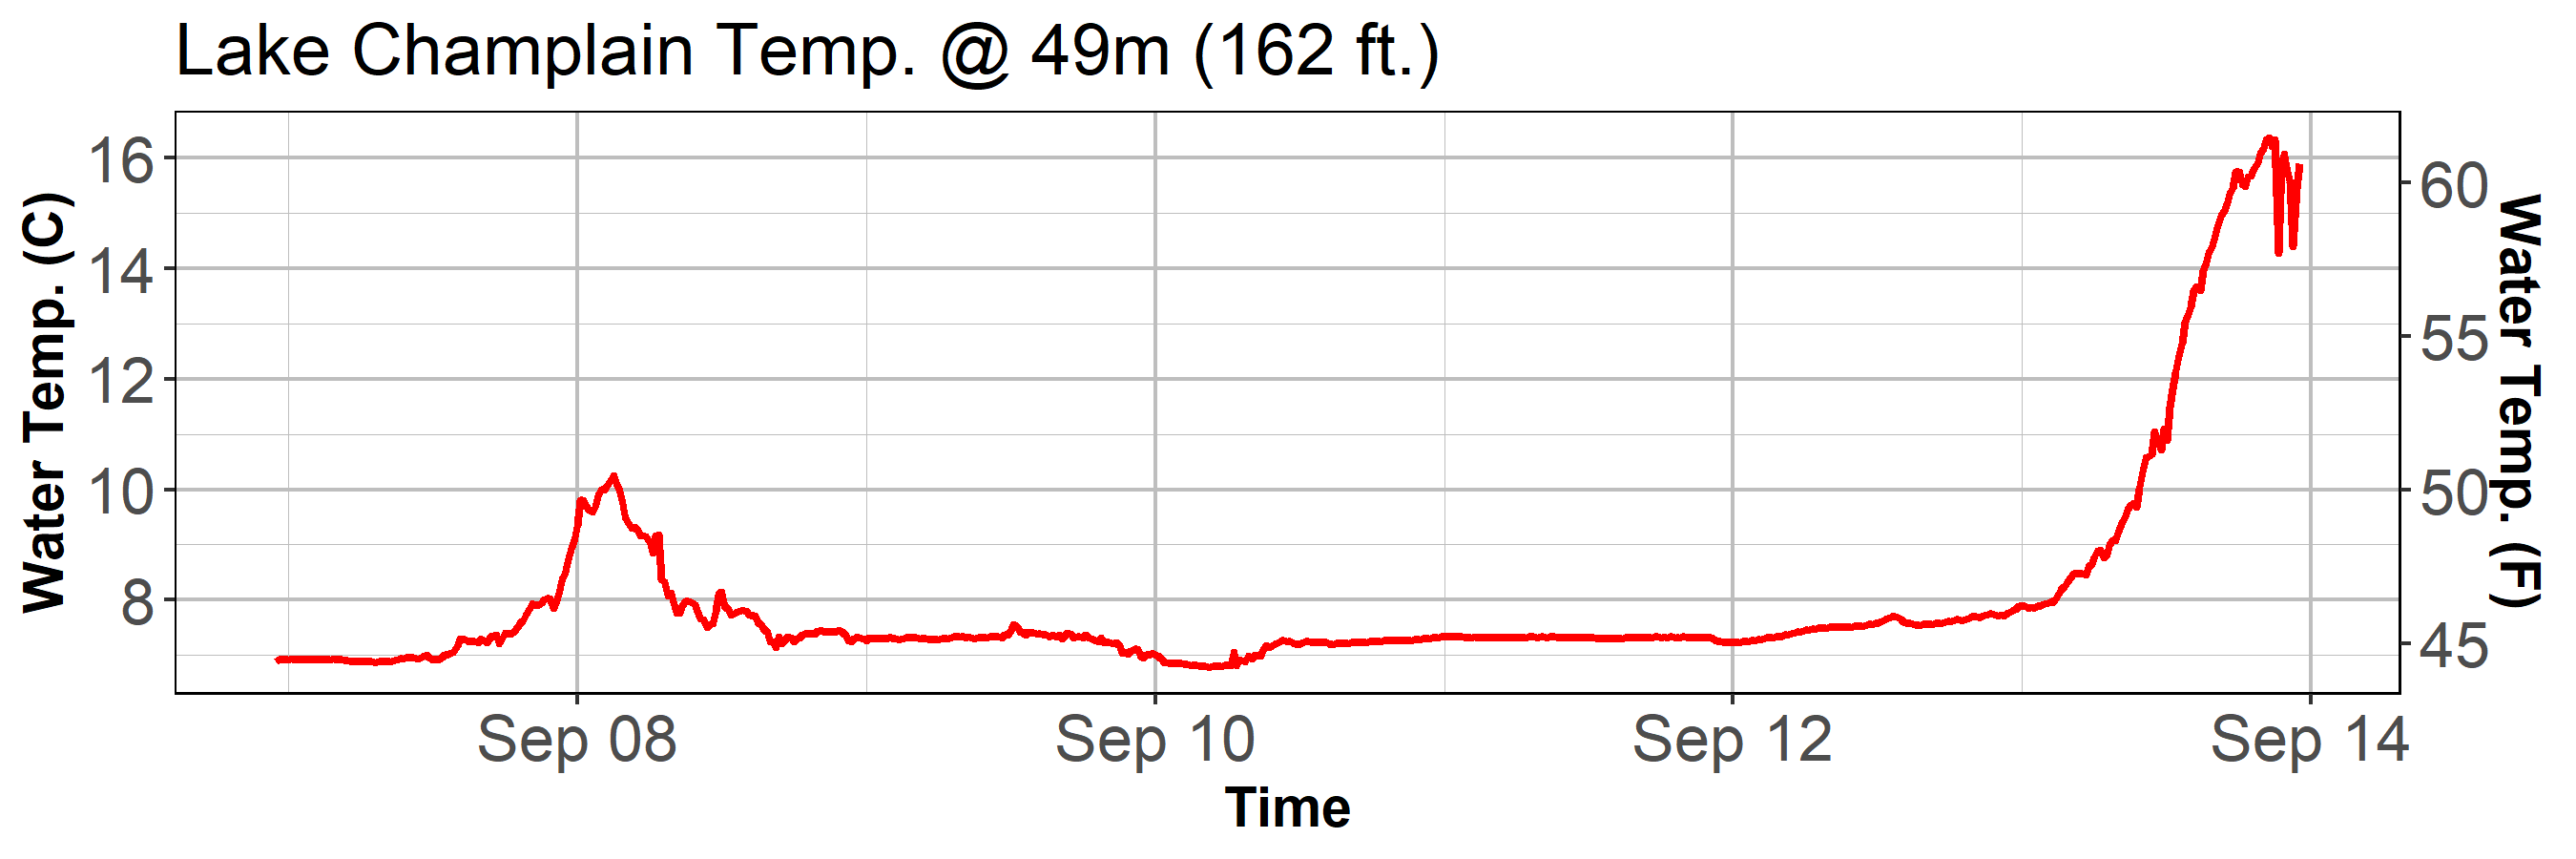 Lake Champlain Temp. @ 49m (162 ft.)
Water Temp. (C)
16
14
12
10
8
60
55
50
45
Water Temp. (F)
Sep 08
Sep 10
Sep 12
Sep 14
Time